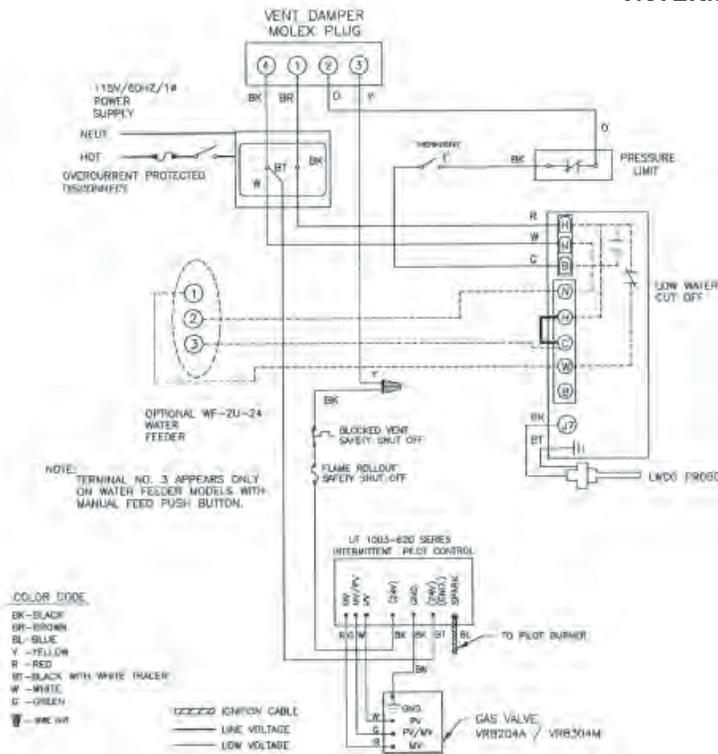 VENT DAMPER
MOLEX PLUG
4 1 2 3
BK BR O Y
115V/60HZ/1Ø
POWER
SUPPLY
NEUT
HOT
OVERCURRENT PROTECTED
DISCONNECT
BT BK
W
THERMOSTAT
BK
O
PRESSURE
LIMIT
R H
W N
G B
N
H
C
W
B
LOW WATER
CUT OFF
1
2
3
OPTIONAL WF-2U-24
WATER
FEEDER
Y
BK
BK J7
BT
LWCO PROBE
BLOCKED VENT
SAFETY SHUT OFF
FLAME ROLLOUT
SAFETY SHUT OFF
NOTE:
TERMINAL NO. 3 APPEARS ONLY
ON WATER FEEDER MODELS WITH
MANUAL FEED PUSH BUTTON.
UT 1003-620 SERIES
INTERMITTENT PILOT CONTROL
MV MV/PV PV (24V) GND. (24V) (GND.) SPARK
R G W BK BK BT BL
TO PILOT BURNER
BK
COLOR CODE
BK-BLACK
BR-BROWN
BL-BLUE
Y -YELLOW
R -RED
BT-BLACK WITH WHITE TRACER
W -WHITE
G -GREEN
IGNITION CABLE
LINE VOLTAGE
LOW VOLTAGE
GND.
W PV
G PV/MV
R MV
GAS VALVE
VR8204A / VR8304M